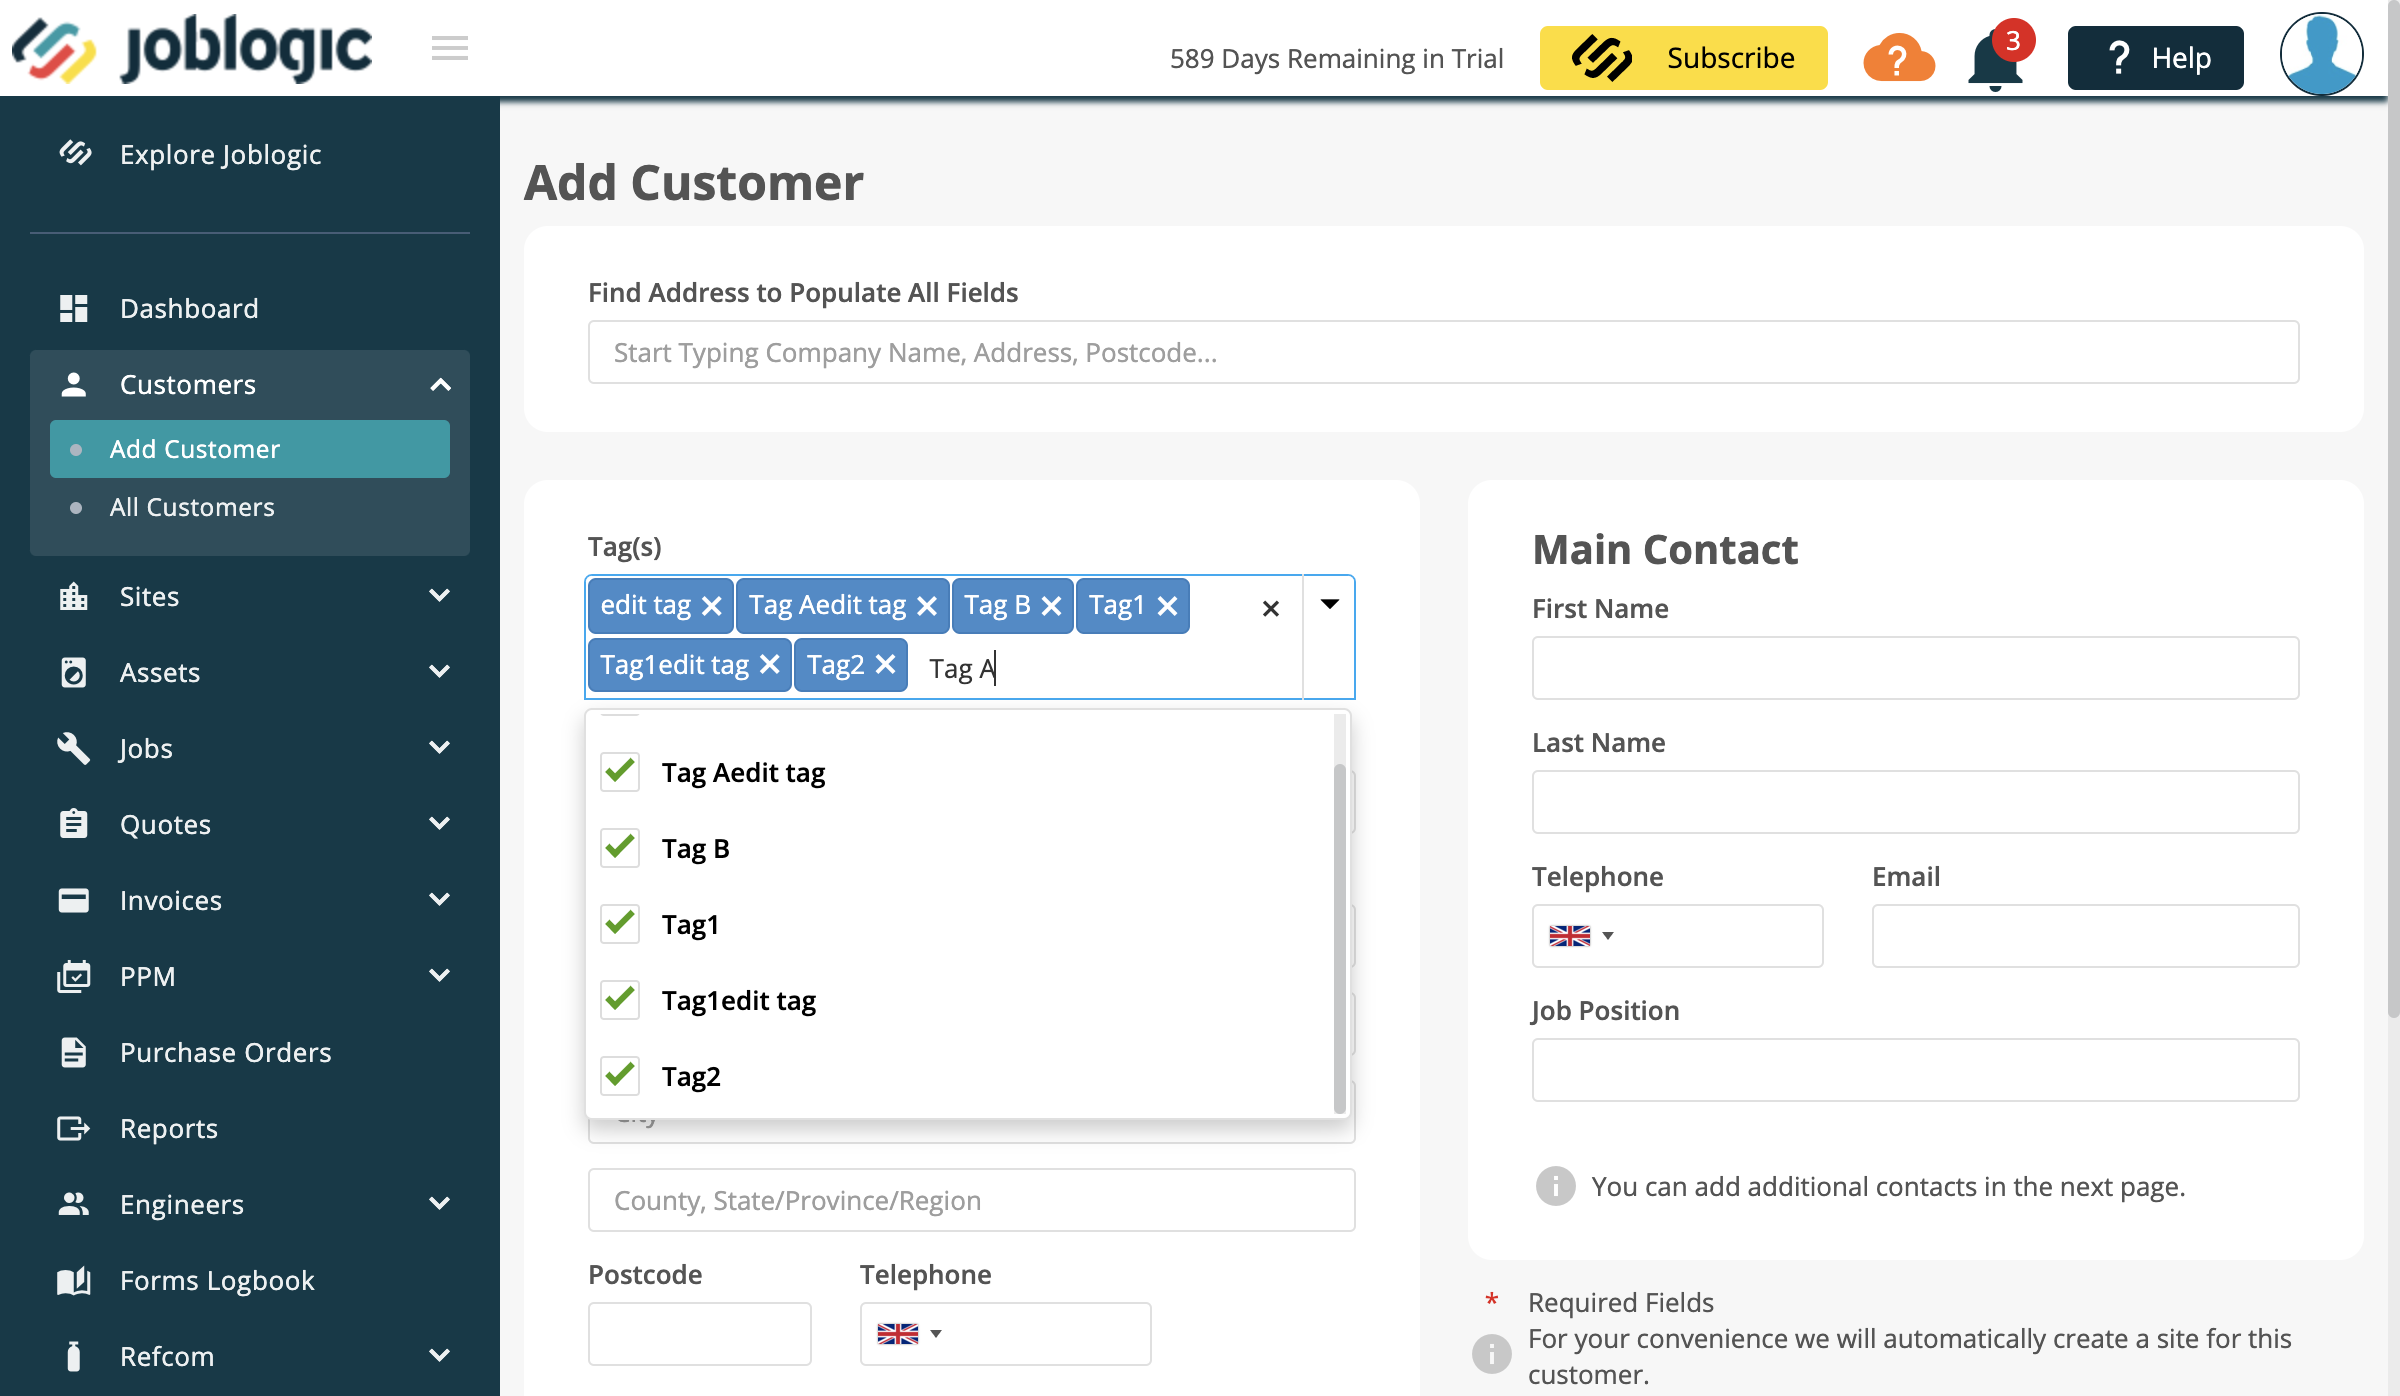 joblogic
589 Days Remaining in Trial
Subscribe
3
? Help
Explore Joblogic
Dashboard
Customers
Add Customer
All Customers
Sites
Assets
Jobs
Quotes
Invoices
PPM
Purchase Orders
Reports
Engineers
Forms Logbook
Refcom
Add Customer
Find Address to Populate All Fields
Start Typing Company Name, Address, Postcode...
Tag(s)
edit tag Tag Aedit tag Tag B Tag1
Tag1edit tag Tag2 Tag A
Tag Aedit tag
Tag B
Tag1
Tag1edit tag
Tag2
City
County, State/Province/Region
Postcode Telephone
Main Contact
First Name
Last Name
Telephone Email
Job Position
You can add additional contacts in the next page.
* Required Fields
For your convenience we will automatically create a site for this
customer.